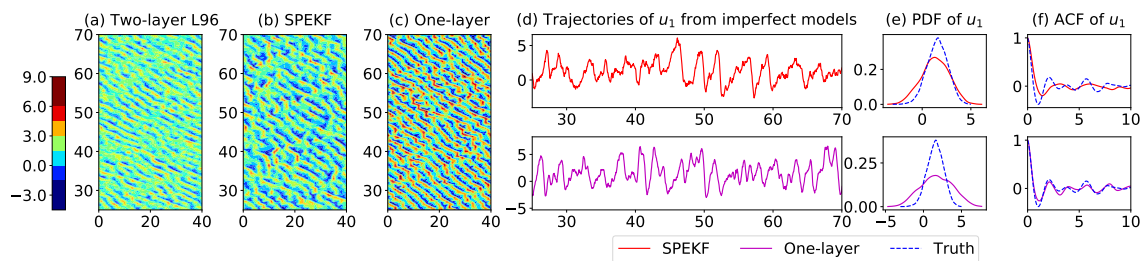 (a) Two-layer L96
(b) SPEKF
(c) One-layer
(d) Trajectories of u1 from imperfect models
(e) PDF of u1
(f) ACF of u1
9.0
6.0
3.0
0.0
−3.0
70
60
50
40
30
0 20 40
70
60
50
40
30
0 20 40
70
60
50
40
30
0 20 40
5
0
30 40 50 60 70
5
0
−5
30 40 50 60 70
0.2
0.0
0 5
0.25
0.00
−5 0 5
1
0
0 5 10
1
0
0 5 10
SPEKF One-layer Truth